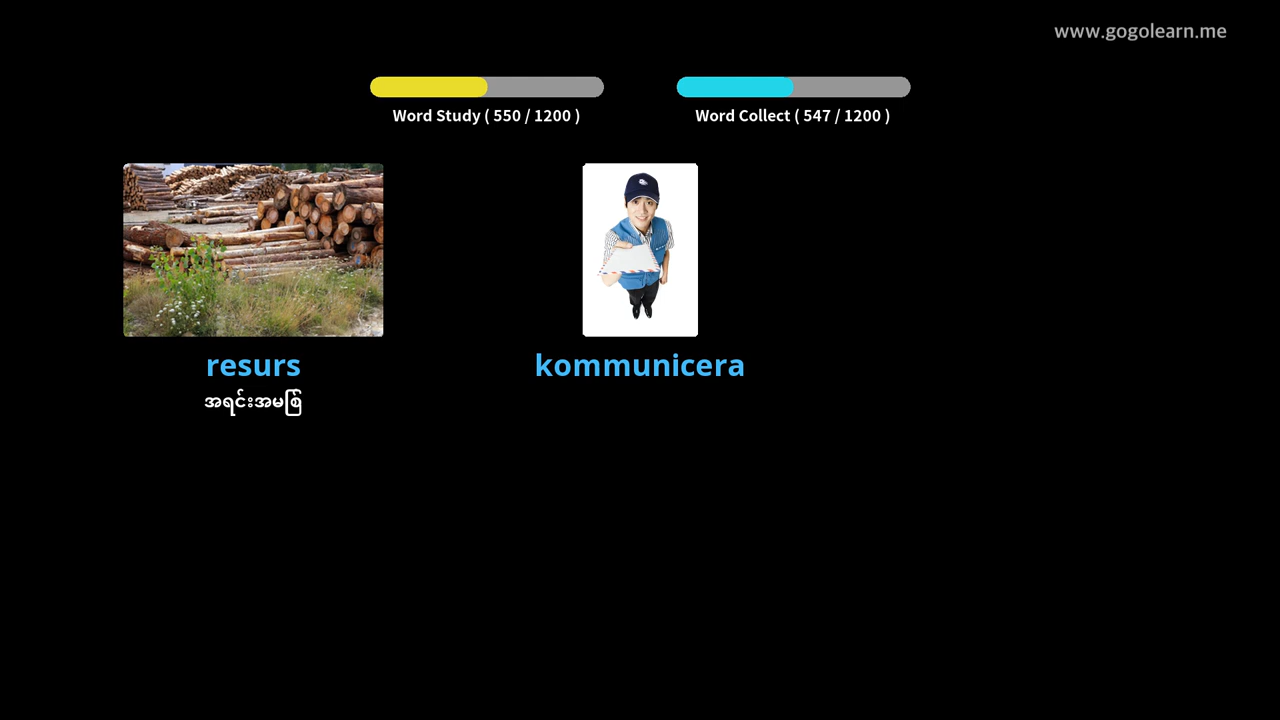 www.gogolearn.me
Word Study ( 550 / 1200 )
Word Collect ( 547 / 1200 )
resurs
kommunicera
အရင်းအမစ်ြ